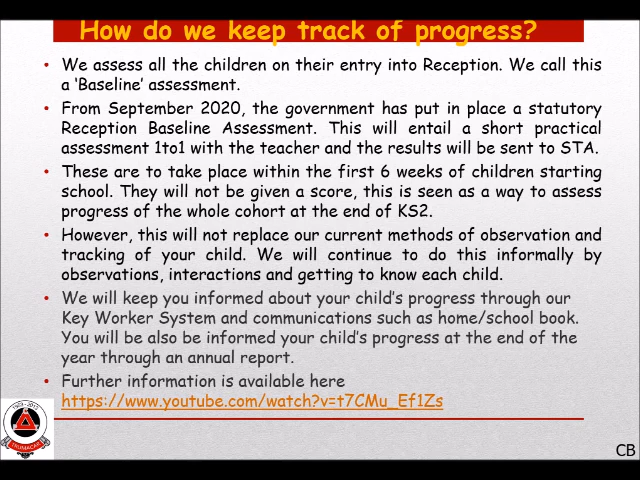 How do we keep track of progress?
• We assess all the children on their entry into Reception. We call this
a ‘Baseline’ assessment.
• From September 2020, the government has put in place a statutory
Reception Baseline Assessment. This will entail a short practical
assessment 1to1 with the teacher and the results will be sent to STA.
• These are to take place within the first 6 weeks of children starting
school. They will not be given a score, this is seen as a way to assess
progress of the whole cohort at the end of KS2.
• However, this will not replace our current methods of observation and
tracking of your child. We will continue to do this informally by
observations, interactions and getting to know each child.
• We will keep you informed about your child’s progress through our
Key Worker System and communications such as home/school book.
You will be also be informed your child’s progress at the end of the
year through an annual report.
• Further information is available here
https://www.youtube.com/watch?v=t7CMu_Ef1Zs
CB